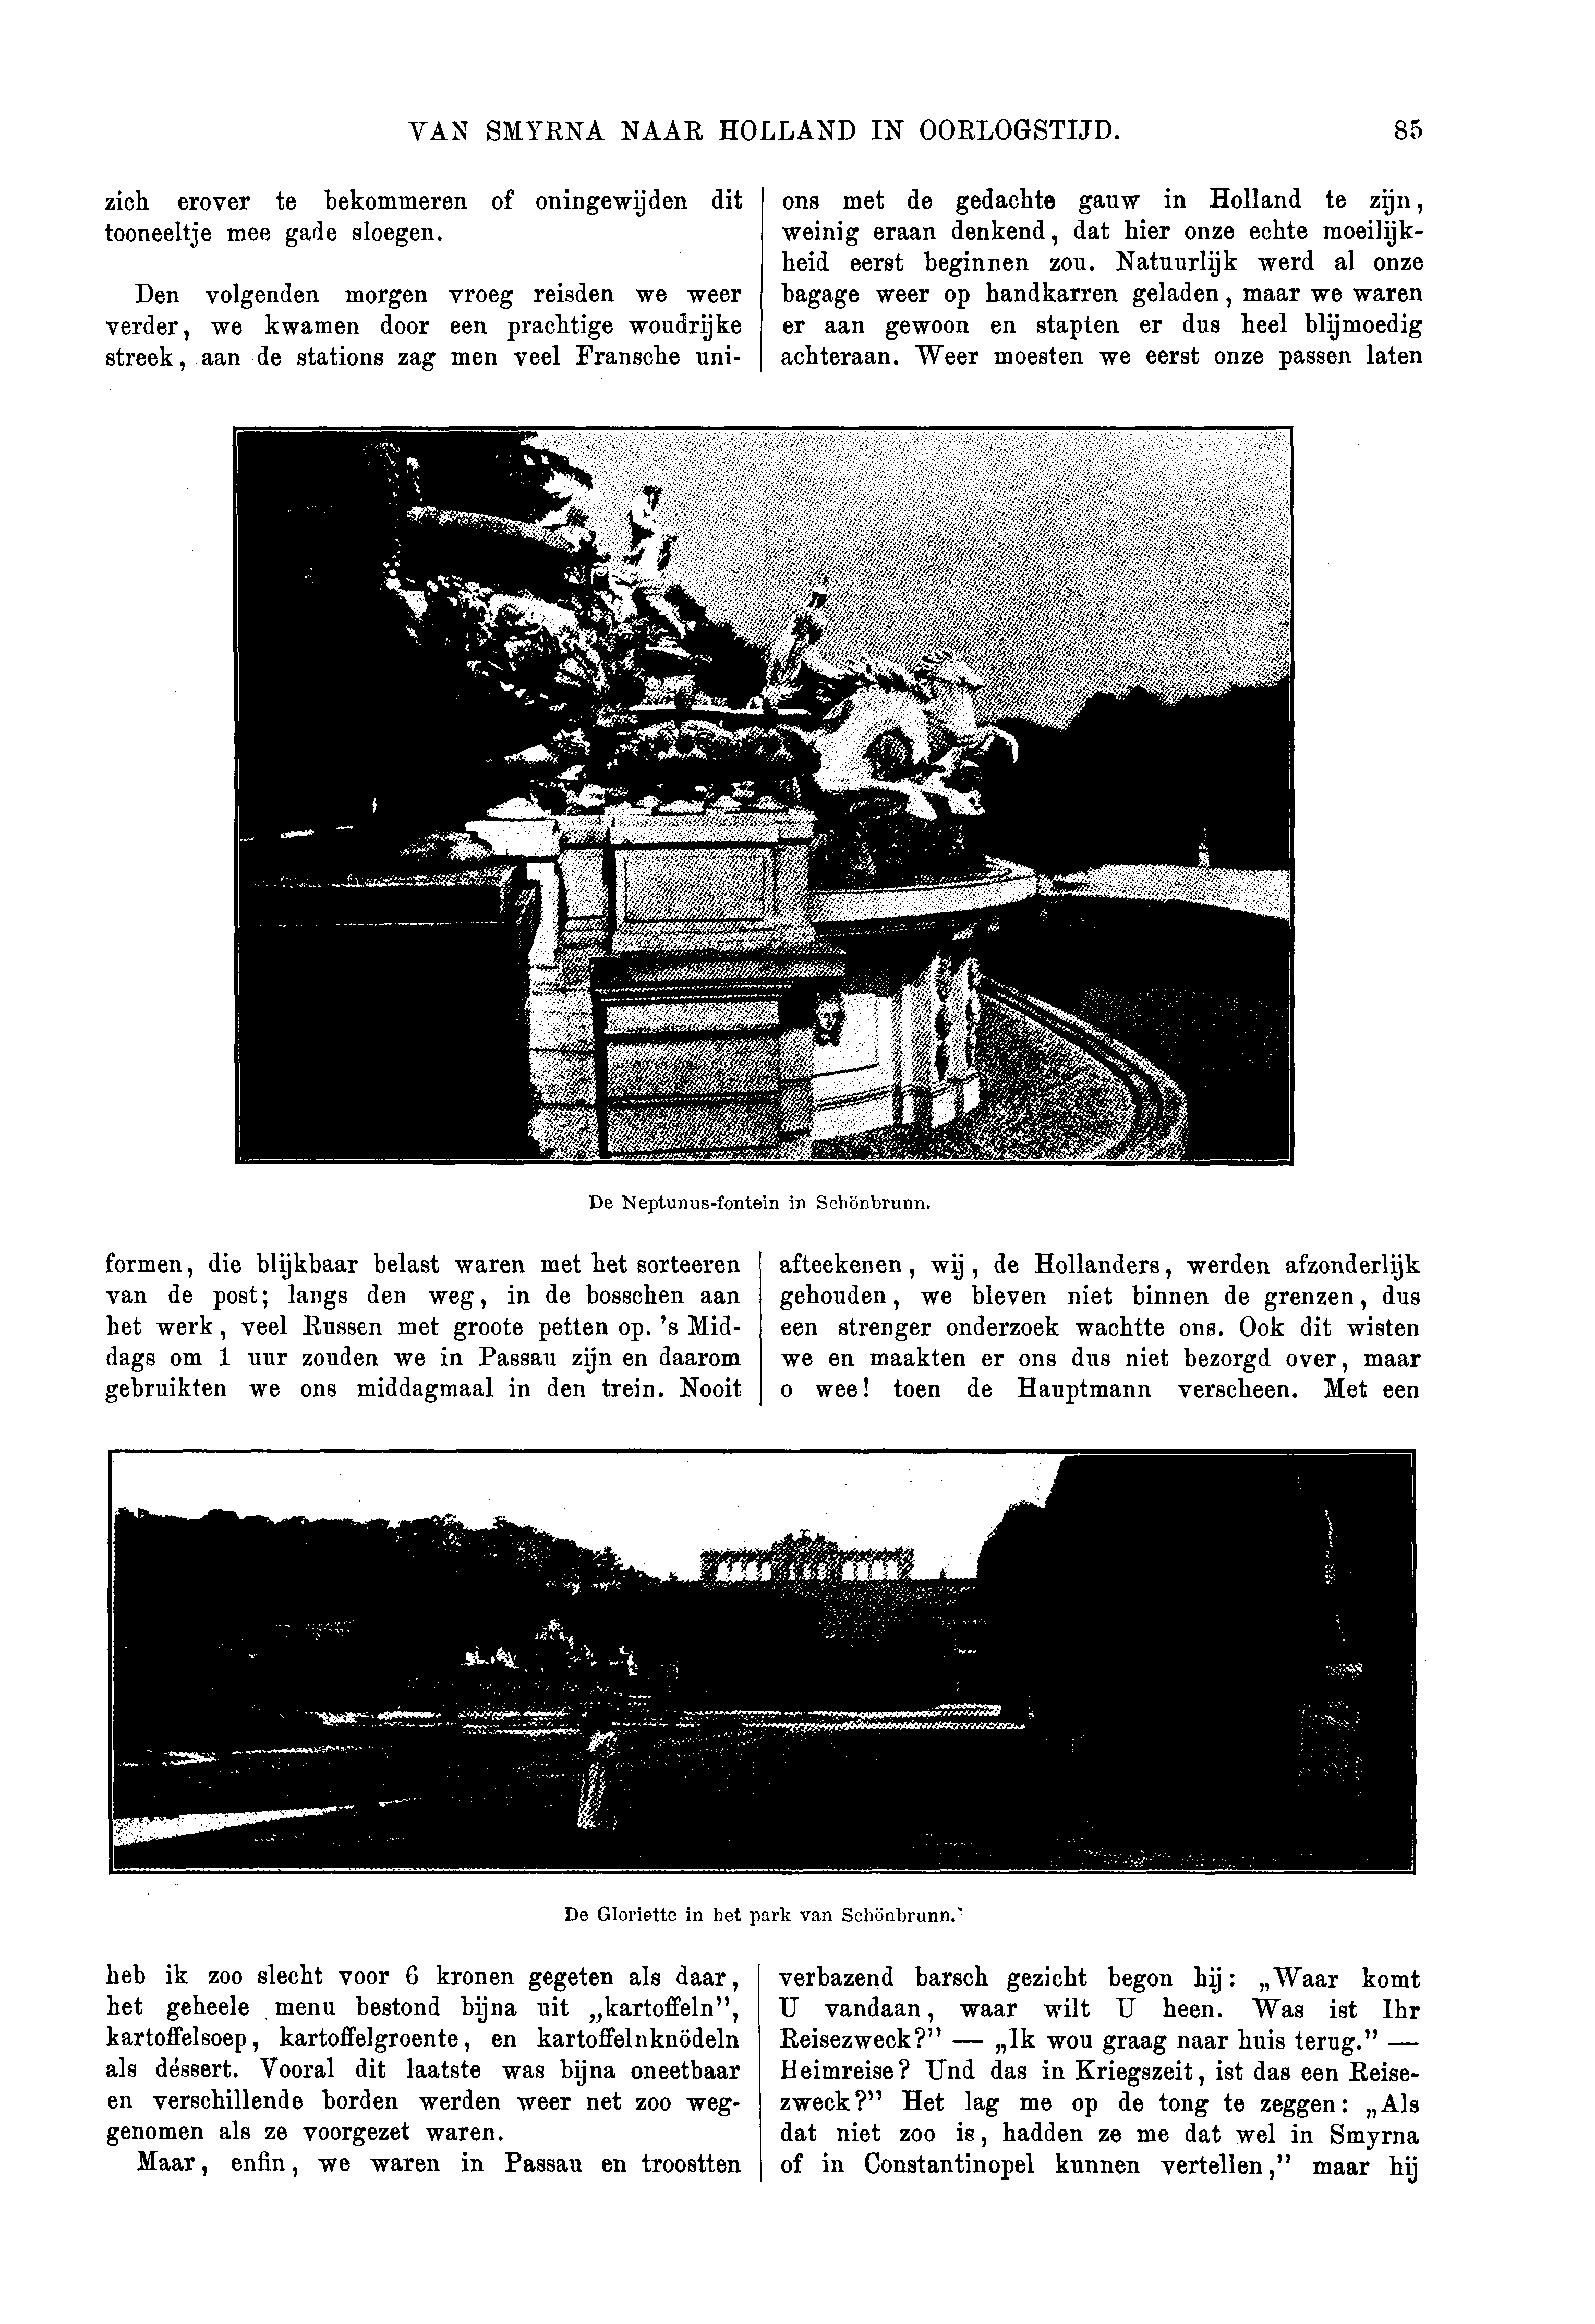 VAN SMYRNA NAAR HOLLAND IN OORLOGSTIJD. 85
zich erover te bekommeren of oningewijden dit
tooneeltje mee gade sloegen.
Den volgenden morgen vroeg reisden we weer
verder, we kwamen door een prachtige woudrijke
streek, aan de stations zag men veel Fransche uni-
formen, die blijkbaar belast waren met het sorteeren
van de post; langs den weg, in de bosschen aan
het werk, veel Russen met groote petten op. 's Mid-
dags om 1 uur zouden we in Passau zijn en daarom
gebruikten we ons middagmaal in den trein. Nooit
heb ik zoo slecht voor 6 kronen gegeten als daar,
het geheele menu bestond bijna uit „kartoffeln”,
kartoffelsoep, kartoffelgroente, en kartoffelnknödeln
als déssert. Vooral dit laatste was bijna oneetbaar
en verschillende borden werden weer net zoo weg-
genomen als ze voorgezet waren.
Maar, enfin, we waren in Passau en troostten
ons met de gedachte gauw in Holland te zijn,
weinig eraan denkend, dat hier onze echte moeilijk-
heid eerst beginnen zou. Natuurlijk werd al onze
bagage weer op handkarren geladen, maar we waren
er aan gewoon en stapten er dus heel blijmoedig
achteraan. Weer moesten we eerst onze passen laten
afteekenen, wij, de Hollanders, werden afzonderlijk
gehouden, we bleven niet binnen de grenzen, dus
een strenger onderzoek wachtte ons. Ook dit wisten
we en maakten er ons dus niet bezorgd over, maar
o wee! toen de Hauptmann verscheen. Met een
verbazend barsch gezicht begon hij: „Waar komt
U vandaan, waar wilt U heen. Was ist Ihr
Reisezweck?” — „Ik wou graag naar huis terug.” —
Heimreise? Und das in Kriegszeit, ist das een Reise-
zweck?” Het lag me op de tong te zeggen: „Als
dat niet zoo is, hadden ze me dat wel in Smyrna
of in Constantinopel kunnen vertellen,” maar hij
De Neptunus-fontein in Schönbrunn.
De Gloriette in het park van Schönbrunn.